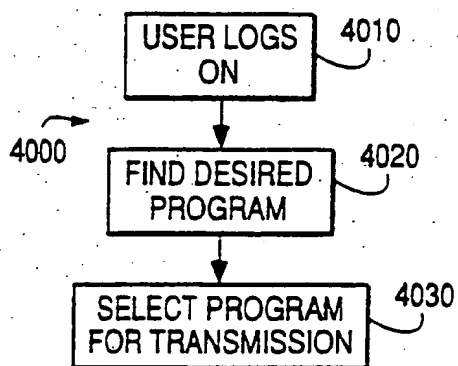 USER LOGS
ON
4010
4000
FIND DESIRED
PROGRAM
4020
SELECT PROGRAM
FOR TRANSMISSION
4030